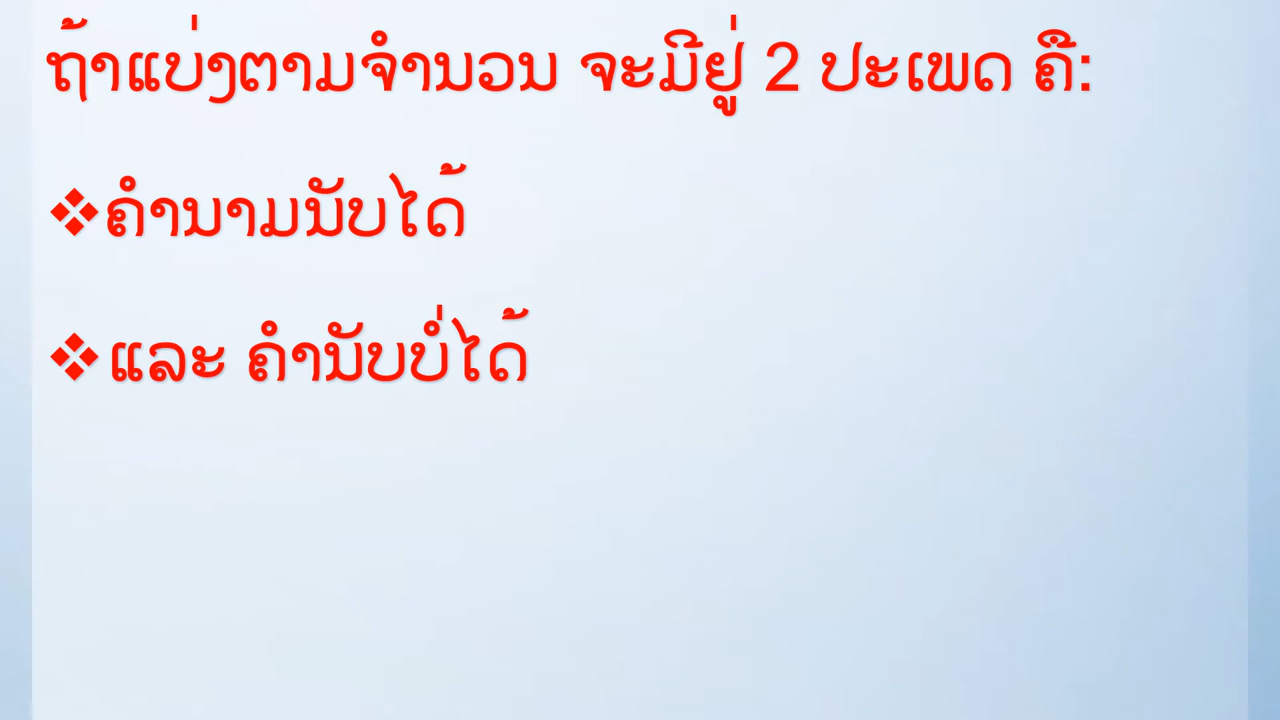 ຖ້າແບ່ງຕາມຈຳນວນ ຈະມີຢູ່ 2 ປະເພດ ຄື:
❖ຄຳນາມນັບໄດ້
❖ແລະ ຄຳນັບບໍ່ໄດ້